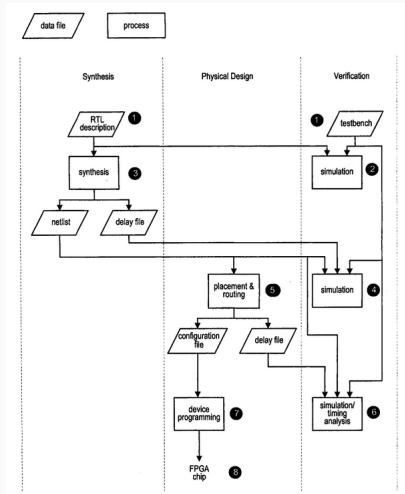 data file
process
Synthesis
Physical Design
Verification
RTL
description
1
1
testbench
synthesis
3
simulation
2
netlist
delay file
placement &
routing
5
simulation
4
configuration
file
delay file
device
programming
7
simulation/
timing
analysis
6
FPGA
chip
8